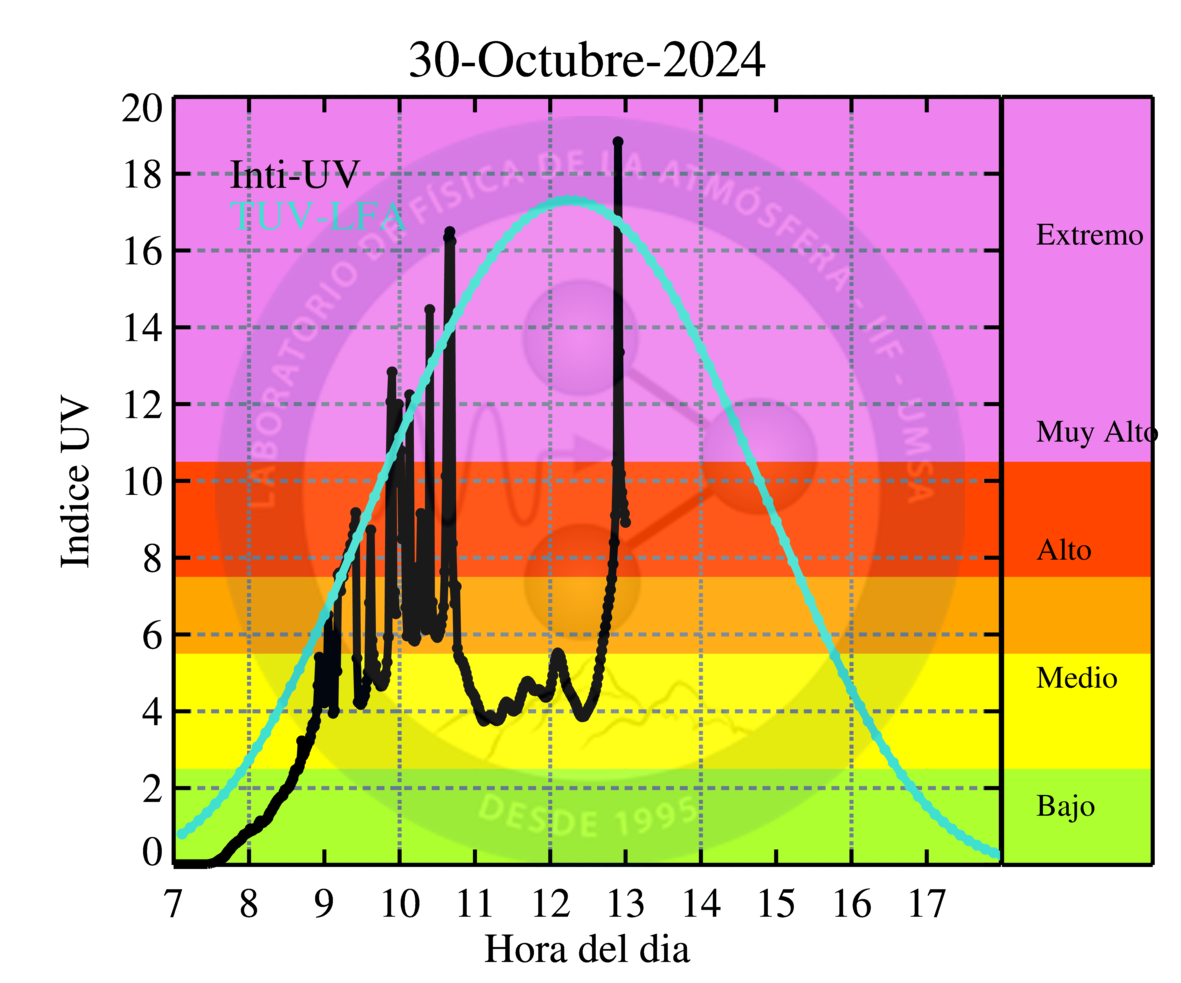 30-Octubre-2024
Inti-UV
TUV-LFA
LABORATORIO DE FÍSICA DE LA ATMÓSFERA - IIF - UMSA
DESDE 1995
Indice UV
20
18
16
14
12
10
8
6
4
2
0
Extremo
Muy Alto
Alto
Medio
Bajo
7 8 9 10 11 12 13 14 15 16 17
Hora del dia